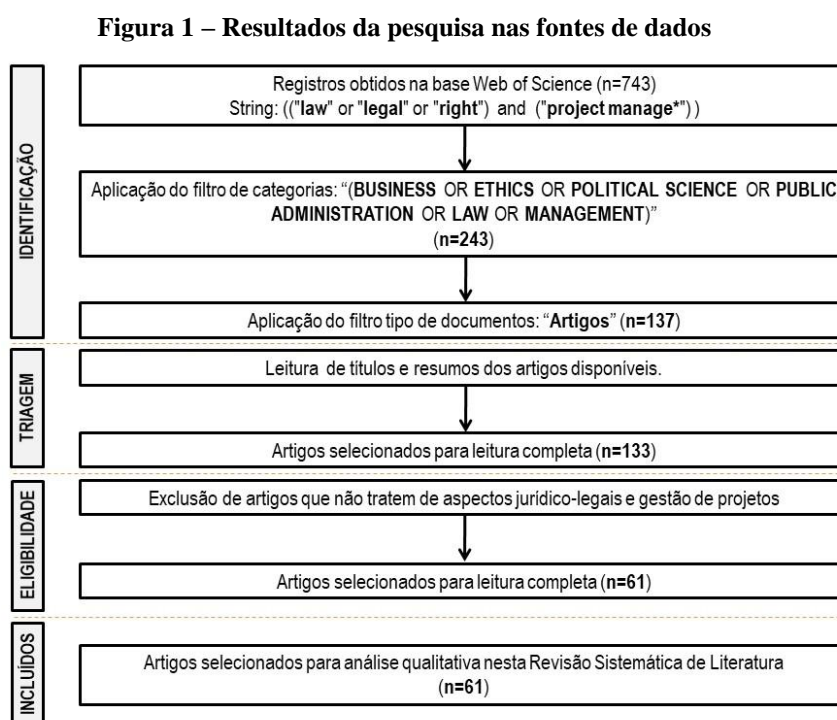 Figura 1 – Resultados da pesquisa nas fontes de dados
IDENTIFICAÇÃO
Registros obtidos na base Web of Science (n=743)
String: (("law" or "legal" or "right") and ("project manage*"))
Aplicação do filtro de categorias: "(BUSINESS OR ETHICS OR POLITICAL SCIENCE OR PUBLIC
ADMINISTRATION OR LAW OR MANAGEMENT)"
(n=243)
Aplicação do filtro tipo de documentos: "Artigos" (n=137)
TRIAGEM
Leitura de títulos e resumos dos artigos disponíveis.
Artigos selecionados para leitura completa (n=133)
ELIGIBILIDADE
Exclusão de artigos que não tratem de aspectos jurídico-legais e gestão de projetos
Artigos selecionados para leitura completa (n=61)
INCLUÍDOS
Artigos selecionados para análise qualitativa nesta Revisão Sistemática de Literatura
(n=61)